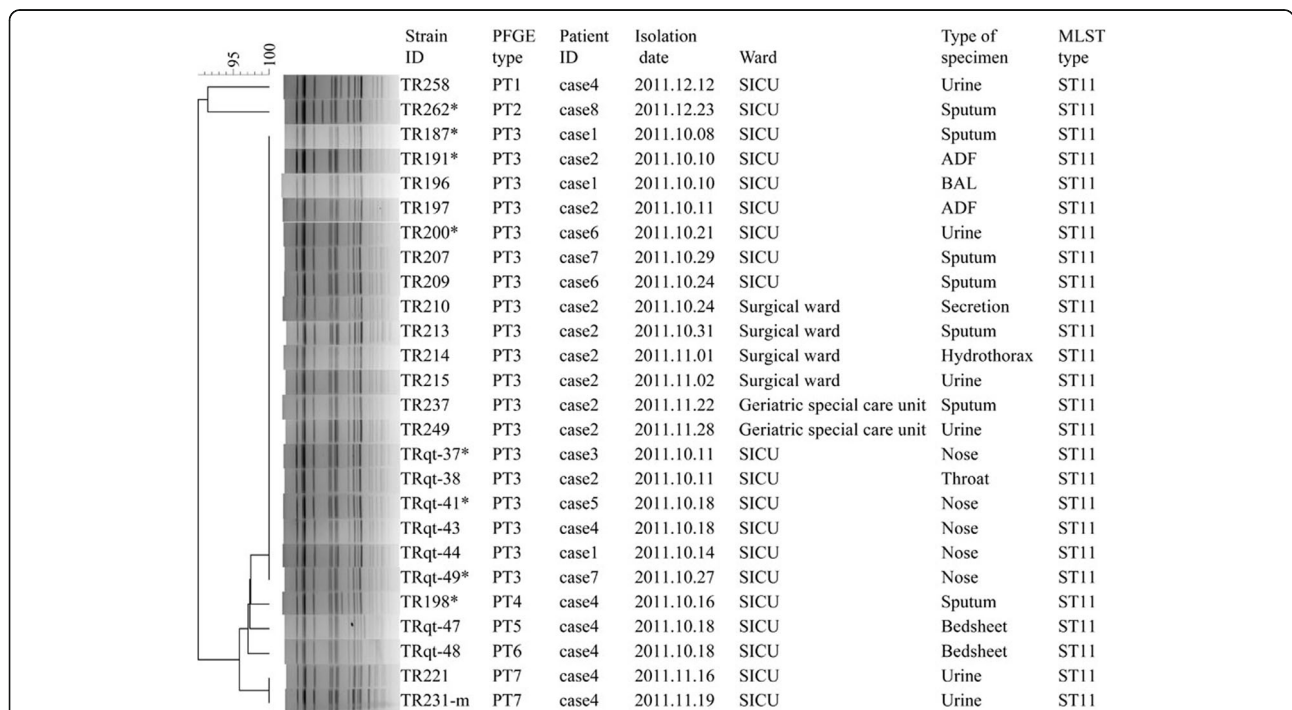 95
100
Strain ID PFGE type Patient ID Isolation date Ward Type of specimen MLST type
TR258 PT1 case4 2011.12.12 SICU Urine ST11
TR262* PT2 case8 2011.12.23 SICU Sputum ST11
TR187* PT3 case1 2011.10.08 SICU Sputum ST11
TR191* PT3 case2 2011.10.10 SICU ADF ST11
TR196 PT3 case1 2011.10.10 SICU BAL ST11
TR197 PT3 case2 2011.10.11 SICU ADF ST11
TR200* PT3 case6 2011.10.21 SICU Urine ST11
TR207 PT3 case7 2011.10.29 SICU Sputum ST11
TR209 PT3 case6 2011.10.24 SICU Sputum ST11
TR210 PT3 case2 2011.10.24 Surgical ward Secretion ST11
TR213 PT3 case2 2011.10.31 Surgical ward Sputum ST11
TR214 PT3 case2 2011.11.01 Surgical ward Hydrothorax ST11
TR215 PT3 case2 2011.11.02 Surgical ward Urine ST11
TR237 PT3 case2 2011.11.22 Geriatric special care unit Sputum ST11
TR249 PT3 case2 2011.11.28 Geriatric special care unit Urine ST11
TRqt-37* PT3 case3 2011.10.11 SICU Nose ST11
TRqt-38 PT3 case2 2011.10.11 SICU Throat ST11
TRqt-41* PT3 case5 2011.10.18 SICU Nose ST11
TRqt-43 PT3 case4 2011.10.18 SICU Nose ST11
TRqt-44 PT3 case1 2011.10.14 SICU Nose ST11
TRqt-49* PT3 case7 2011.10.27 SICU Nose ST11
TR198* PT4 case4 2011.10.16 SICU Sputum ST11
TRqt-47 PT5 case4 2011.10.18 SICU Bedsheet ST11
TRqt-48 PT6 case4 2011.10.18 SICU Bedsheet ST11
TR221 PT7 case4 2011.11.16 SICU Urine ST11
TR231-m PT7 case4 2011.11.19 SICU Urine ST11